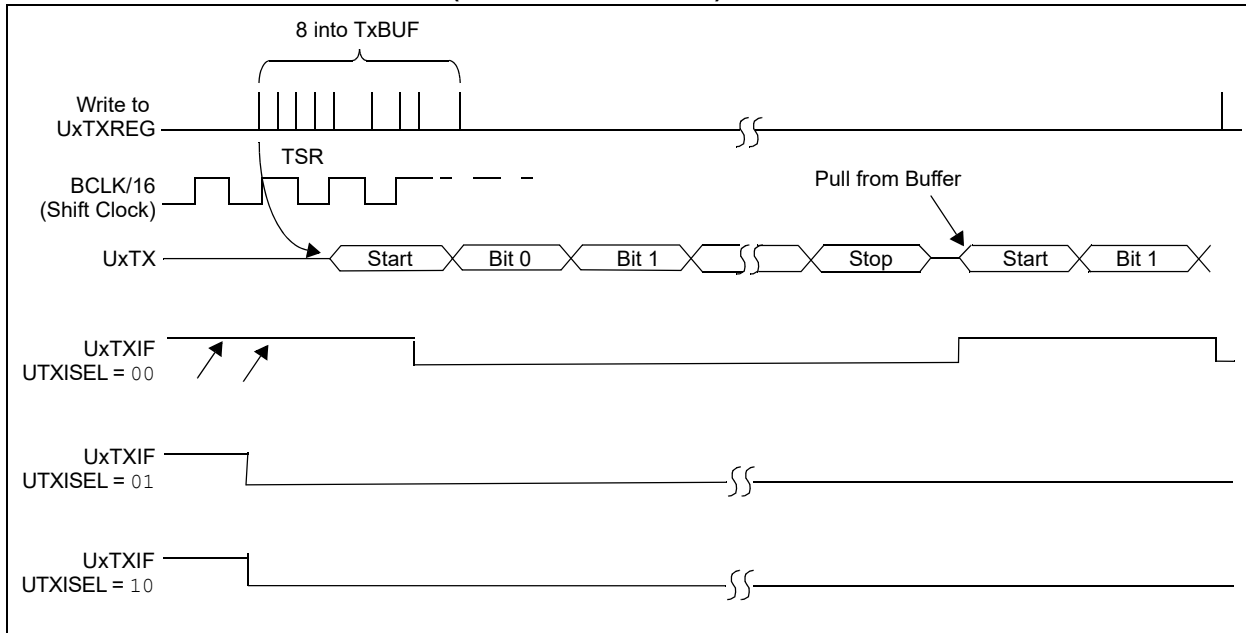 8 into TxBUF
Write to
UxTXREG
TSR
BCLK/16
(Shift Clock)
Pull from Buffer
UxTX
Start
Bit 0
Bit 1
Stop
Start
Bit 1
UxTXIF
UTXISEL = 00
UxTXIF
UTXISEL = 01
UxTXIF
UTXISEL = 10